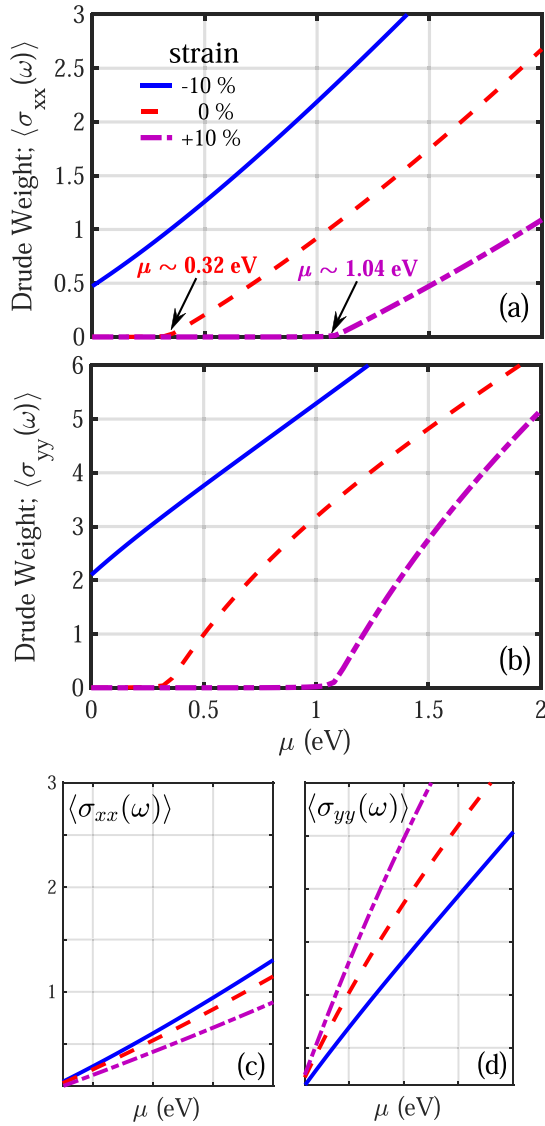 Drude Weight; ⟨σxx(ω)⟩
3
2.5
2
1.5
1
0.5
0
strain
-10 %
0 %
+10 %
μ ∼ 0.32 eV
μ ∼ 1.04 eV
(a)
Drude Weight; ⟨σyy(ω)⟩
6
5
4
3
2
1
0
(b)
0 0.5 1 1.5 2
μ (eV)
3
2
1
⟨σxx(ω)⟩
(c)
μ (eV)
⟨σyy(ω)⟩
(d)
μ (eV)